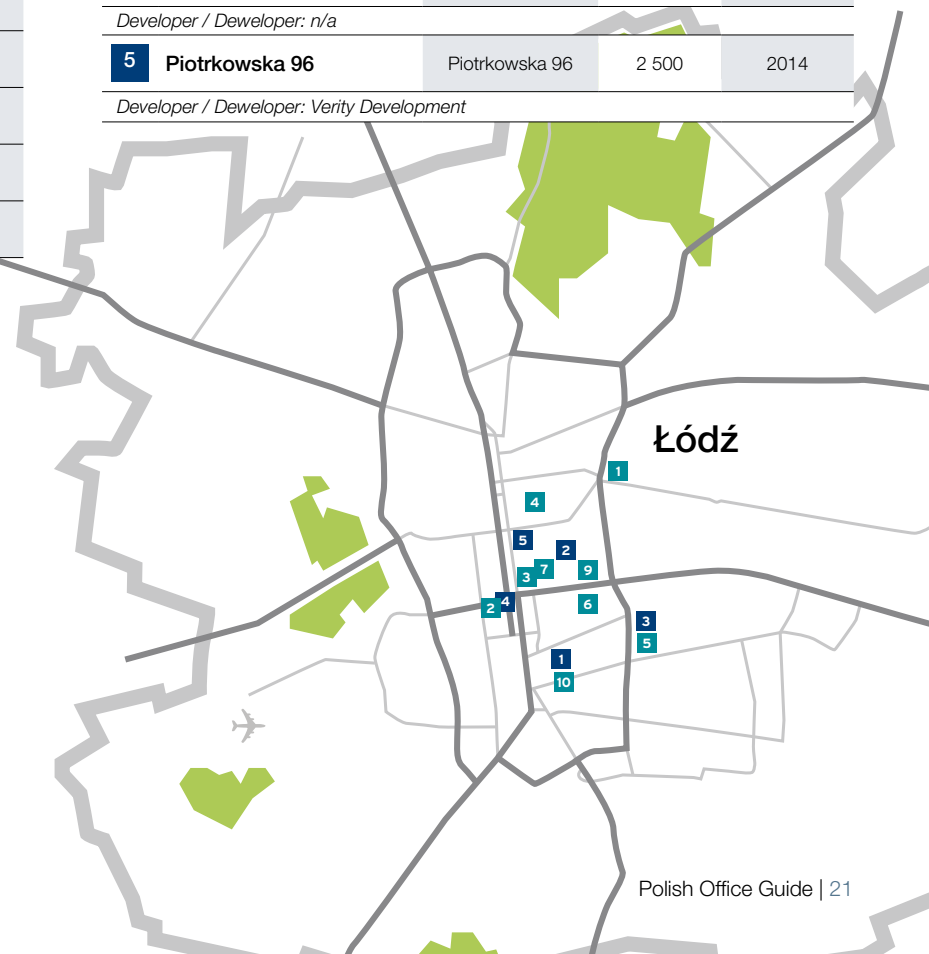 Developer / Deweloper: n/a
5 Piotrkowska 96 Piotrkowska 96 2 500 2014
Developer / Deweloper: Verity Development
Łódź
1
4
5
2
7
9
3
4
2
6
3
5
1
10
Polish Office Guide | 21